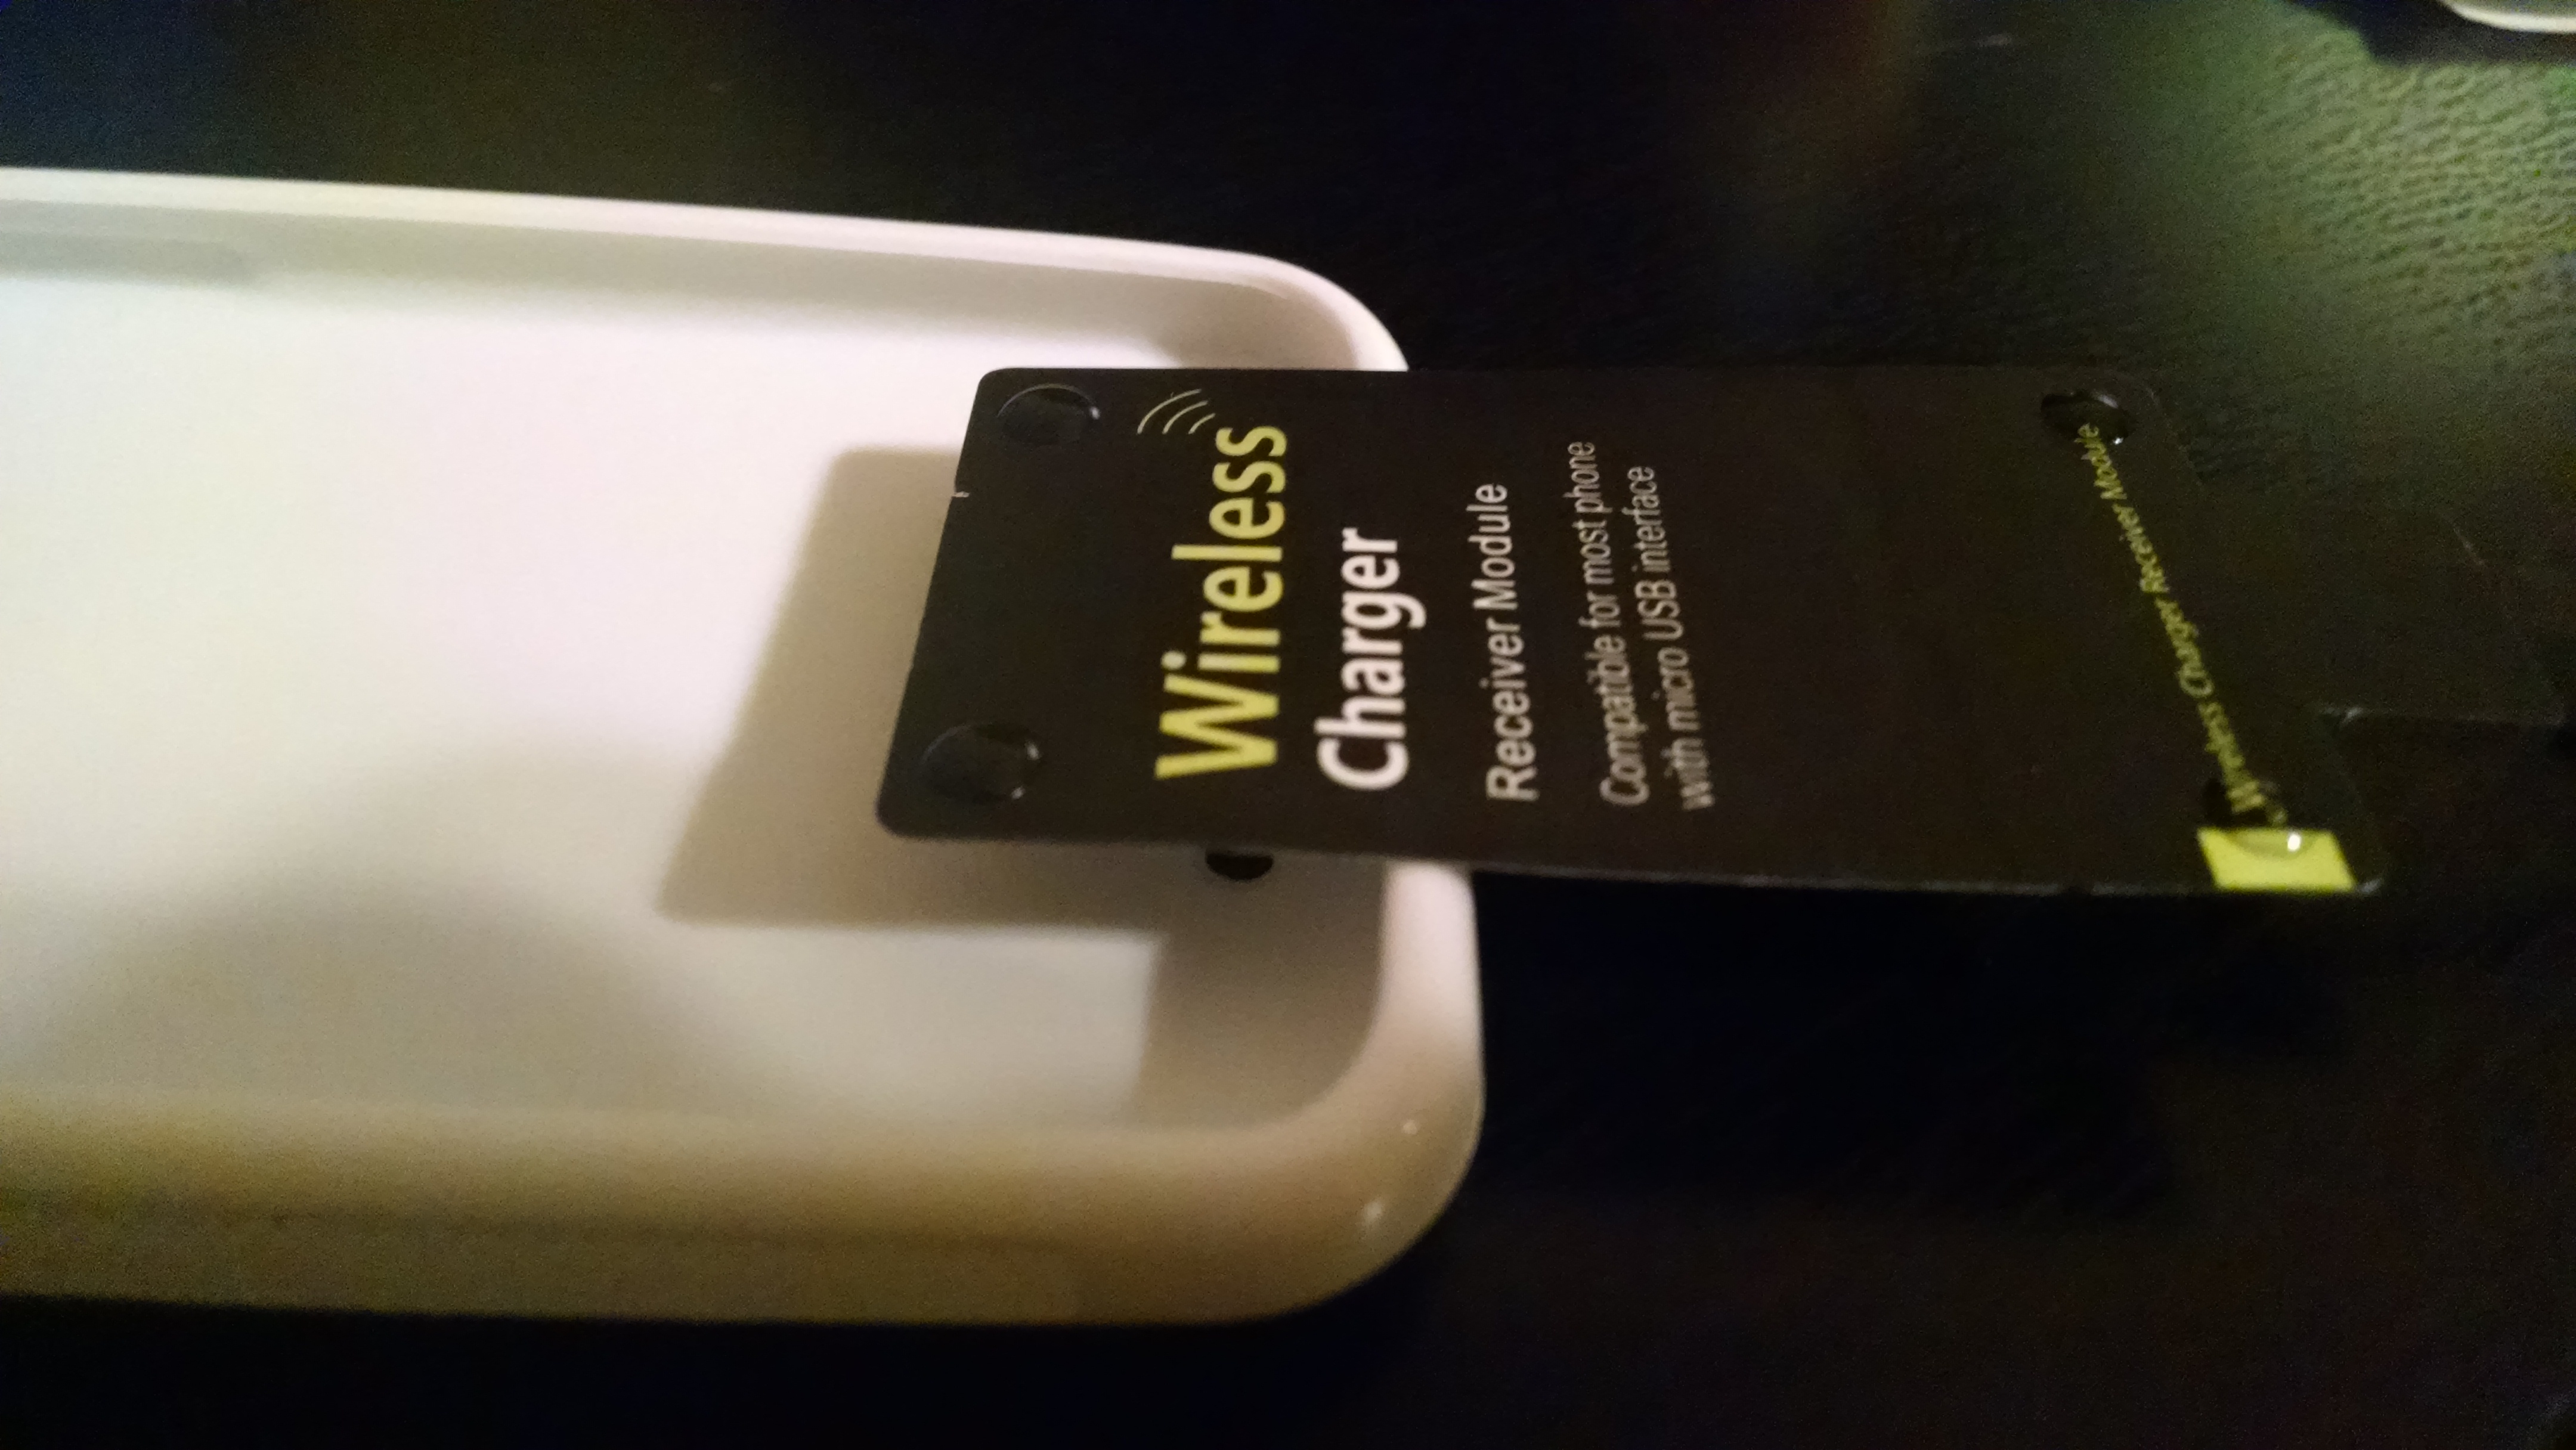 Wireless
Charger
Receiver Module
Compatible for most phone
with micro USB interface
Wireless Charger Receiver Module